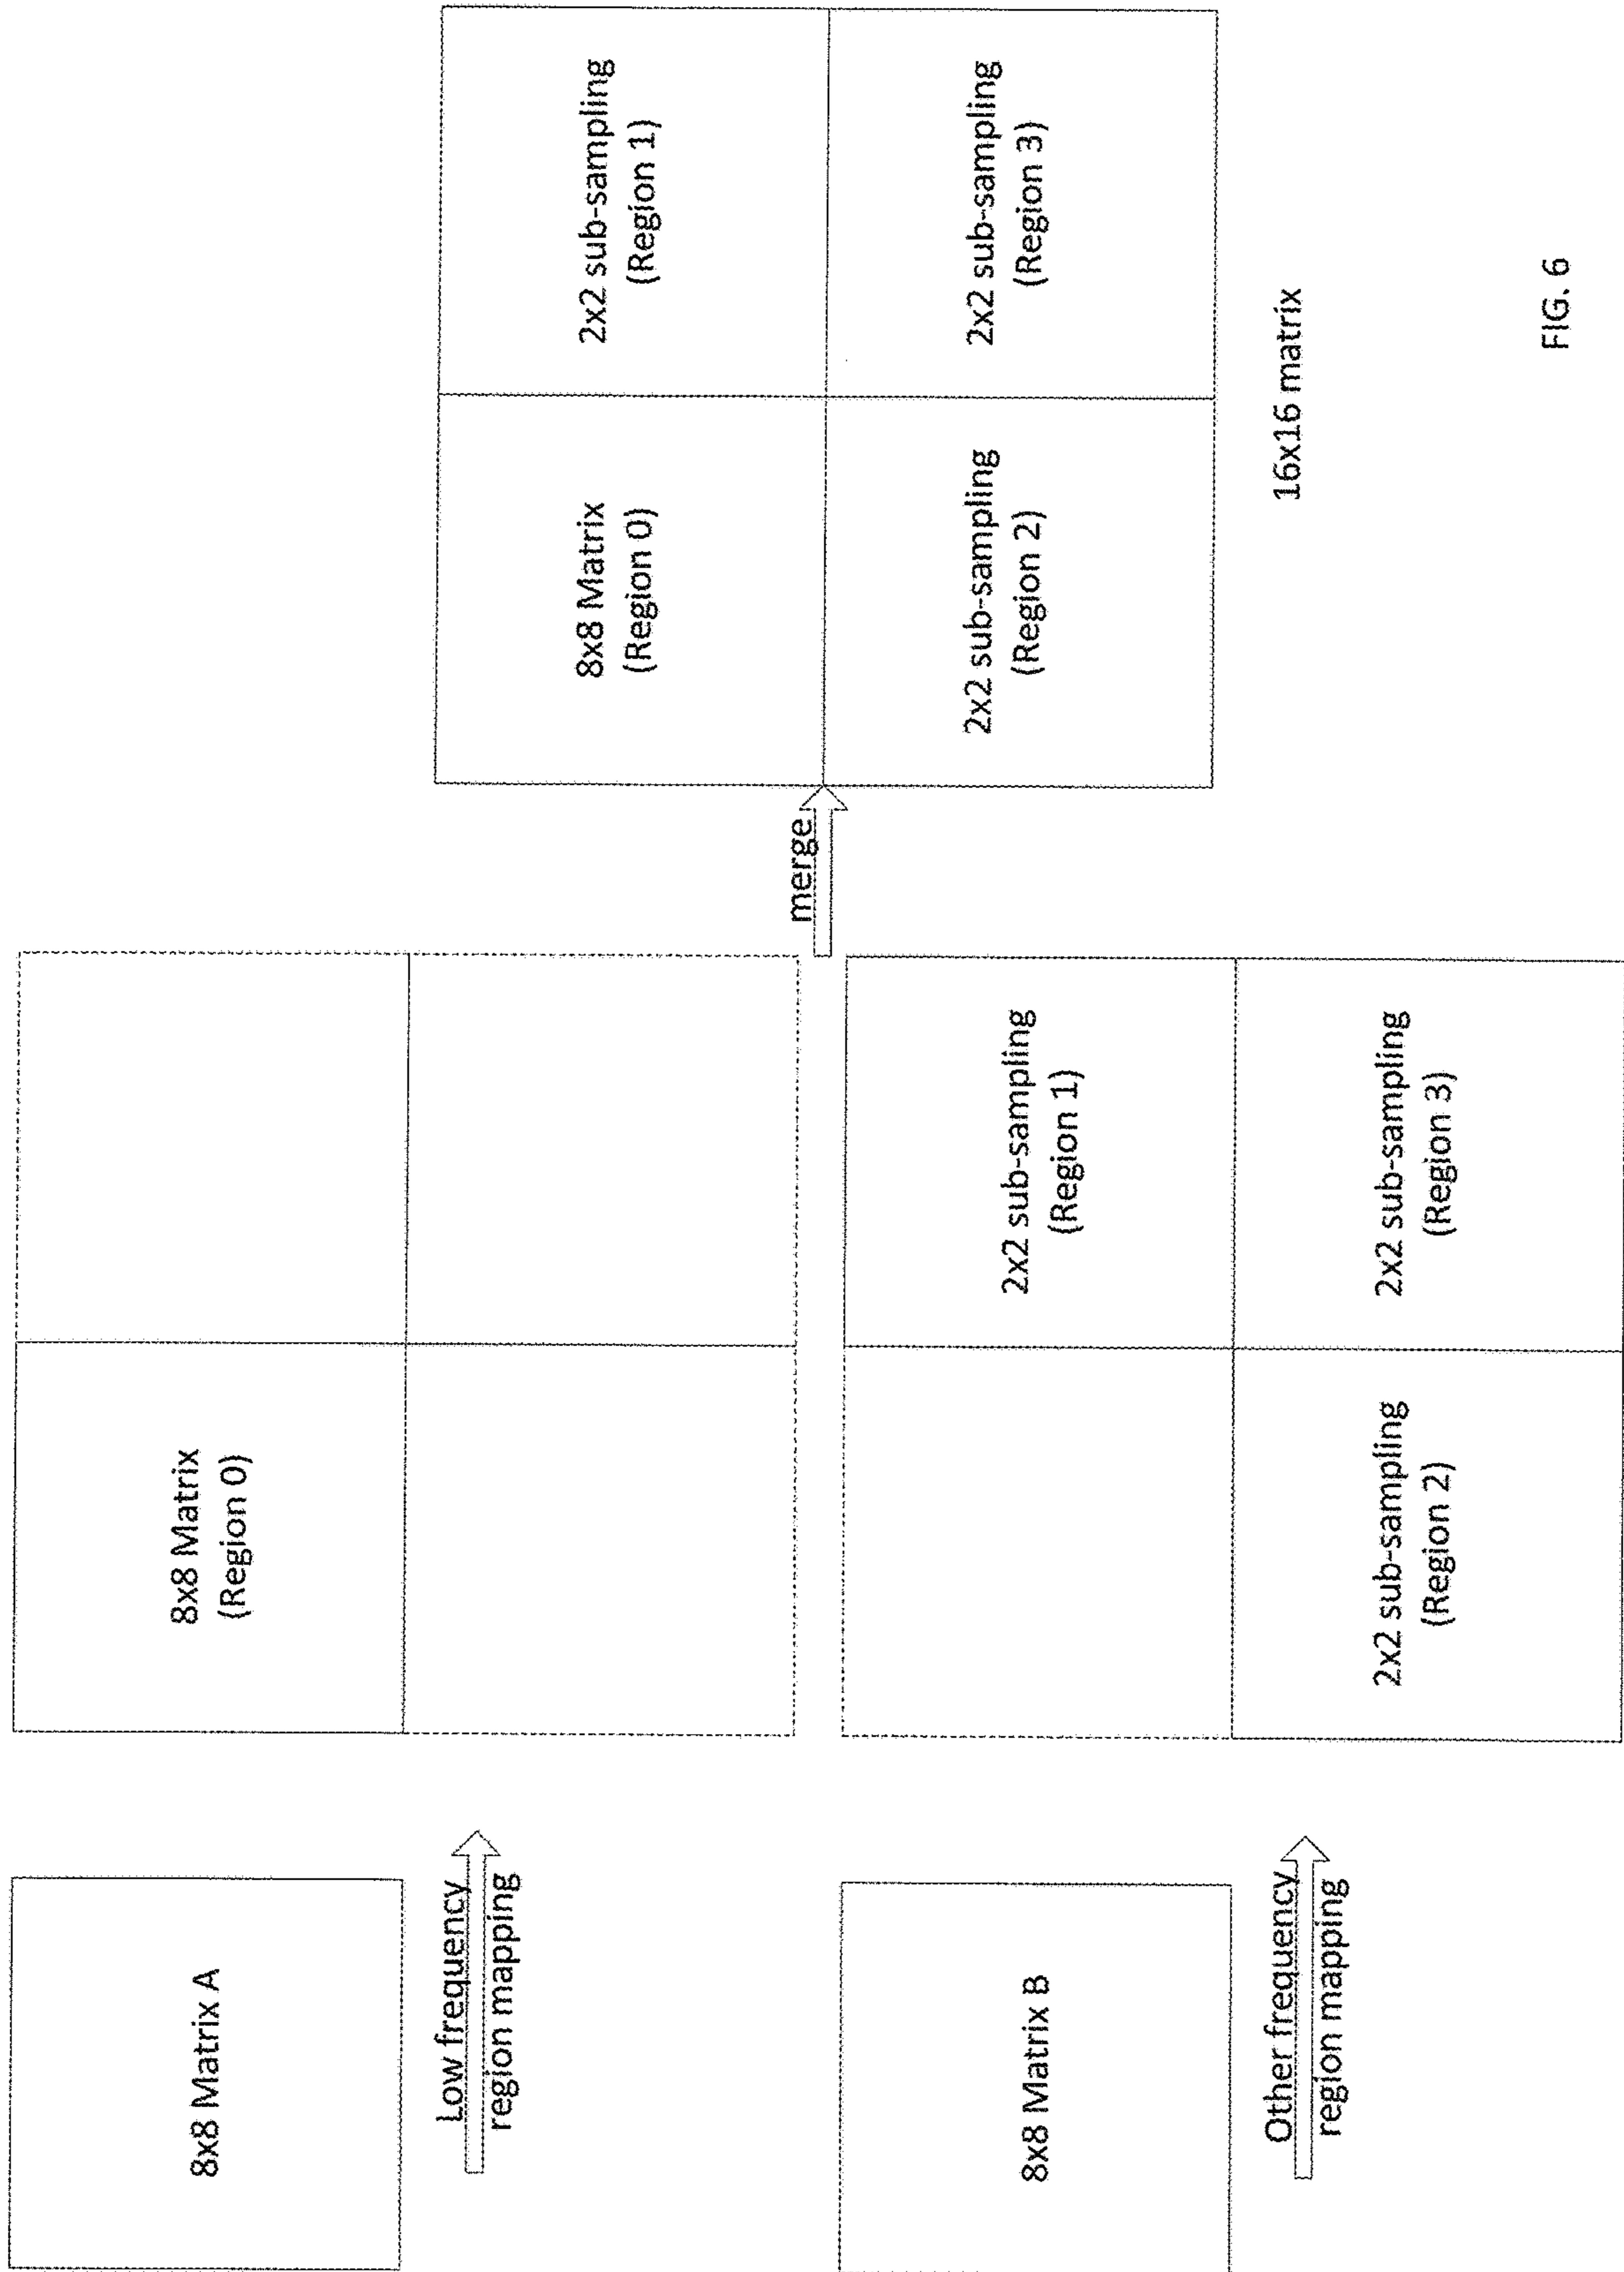 8x8 Matrix A
Low frequency
region mapping
8x8 Matrix
(Region 0)
8x8 Matrix B
Other frequency
region mapping
2x2 sub-sampling
(Region 1)
2x2 sub-sampling
(Region 2)
2x2 sub-sampling
(Region 3)
merge
8x8 Matrix
(Region 0)
2x2 sub-sampling
(Region 1)
2x2 sub-sampling
(Region 2)
2x2 sub-sampling
(Region 3)
16x16 matrix
FIG. 6